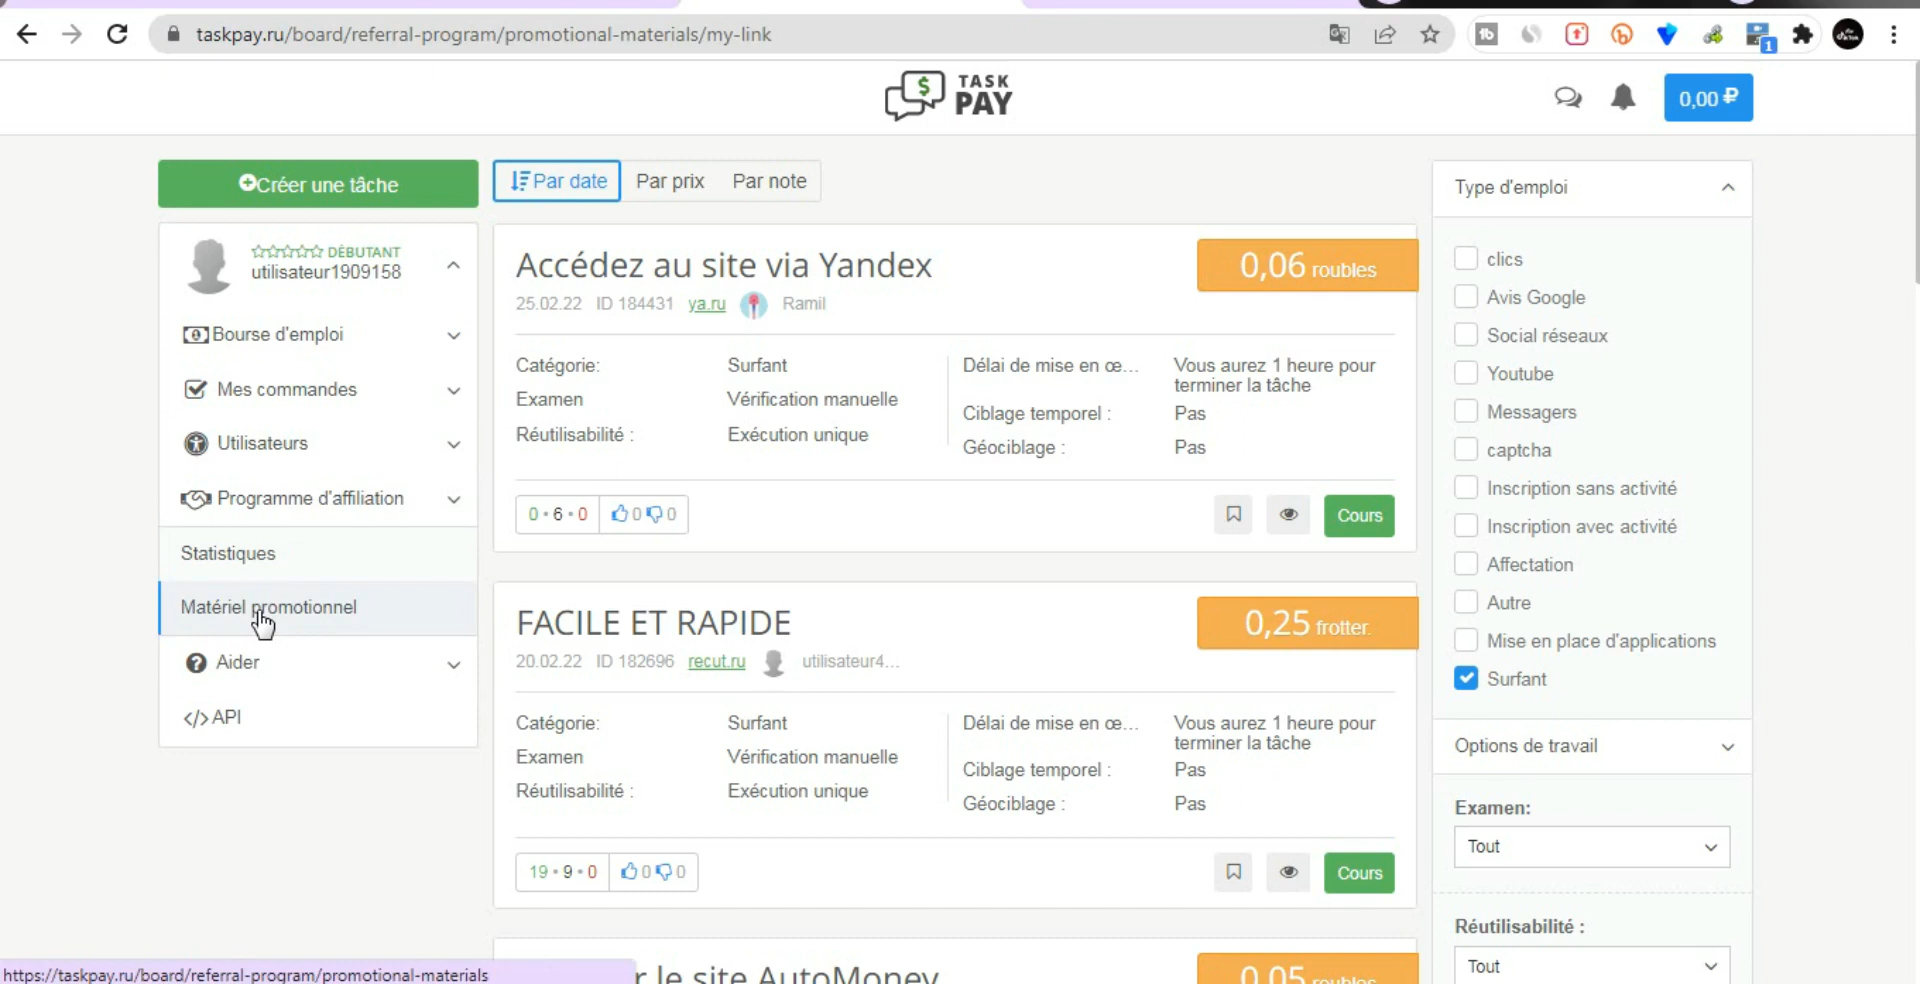 taskpay.ru/board/referral-program/promotional-materials/my-link
1
TASK
PAY
0,00 ₽
Créer une tâche
DÉBUTANT
utilisateur1909158
Bourse d'emploi
Mes commandes
Utilisateurs
Programme d'affiliation
Statistiques
Matériel promotionnel
Aider
</> API
Par date
Par prix
Par note
Accédez au site via Yandex
0,06 roubles
25.02.22 ID 184431 ya.ru Ramil
Catégorie: Surfant
Examen Vérification manuelle
Réutilisabilité : Exécution unique
Délai de mise en œ... Vous aurez 1 heure pour
terminer la tâche
Ciblage temporel : Pas
Géociblage : Pas
0 • 6 • 0
0 0
Cours
FACILE ET RAPIDE
0,25 frotter.
20.02.22 ID 182696 recut.ru utilisateur4...
Catégorie: Surfant
Examen Vérification manuelle
Réutilisabilité : Exécution unique
Délai de mise en œ... Vous aurez 1 heure pour
terminer la tâche
Ciblage temporel : Pas
Géociblage : Pas
19 • 9 • 0
0 0
Cours
r le site AutoMoney
0,05 roubles
Type d'emploi
clics
Avis Google
Social réseaux
Youtube
Messagers
captcha
Inscription sans activité
Inscription avec activité
Affectation
Autre
Mise en place d'applications
Surfant
Options de travail
Examen:
Tout
Réutilisabilité :
Tout
https://taskpay.ru/board/referral-program/promotional-materials